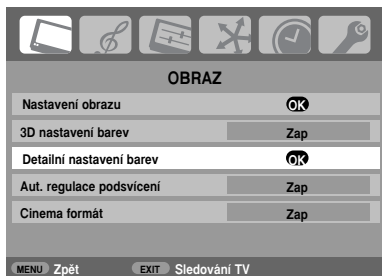 OBRAZ
Nastavení obrazu OK
3D nastavení barev Zap
Detailní nastavení barev OK
Aut. regulace podsvícení Zap
Cinema formát Zap
MENU Zpět EXIT Sledování TV